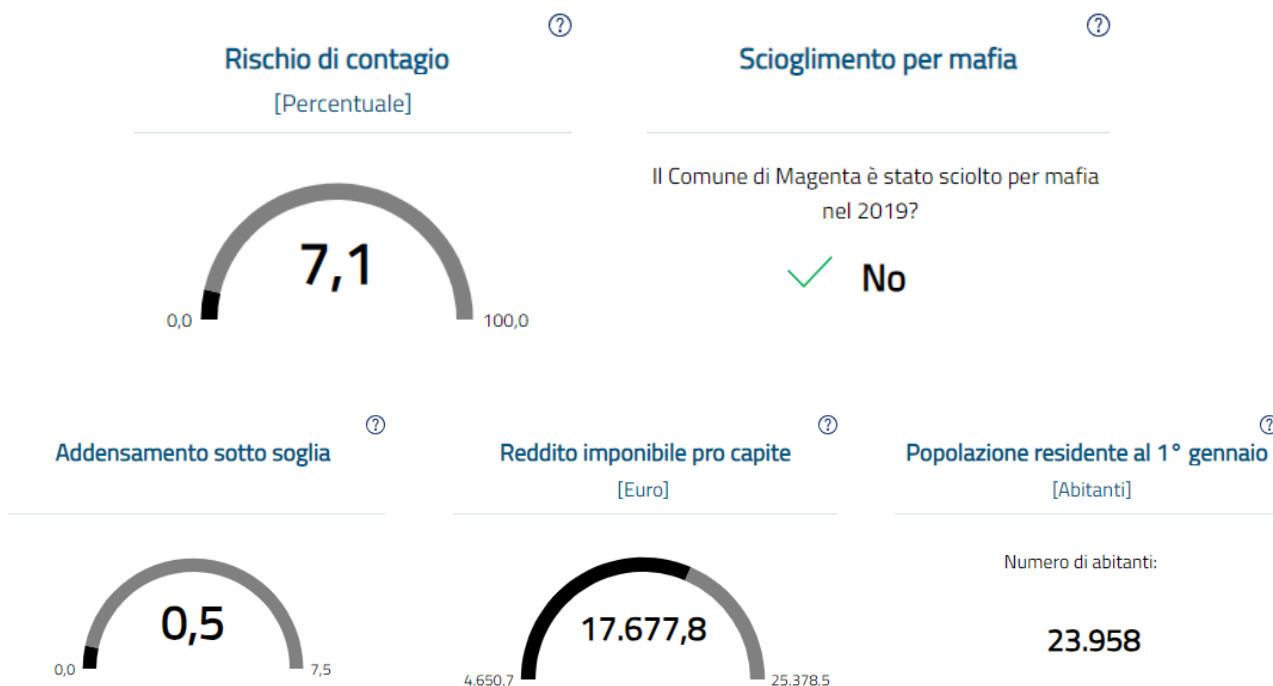 ?
Rischio di contagio
[Percentuale]
7,1
0,0
100,0
?
Scioglimento per mafia
Il Comune di Magenta è stato sciolto per mafia
nel 2019?
No
?
Addensamento sotto soglia
0,5
0,0
7,5
?
Reddito imponibile pro capite
[Euro]
17.677,8
4.650,7
25.378,5
?
Popolazione residente al 1° gennaio
[Abitanti]
Numero di abitanti:
23.958